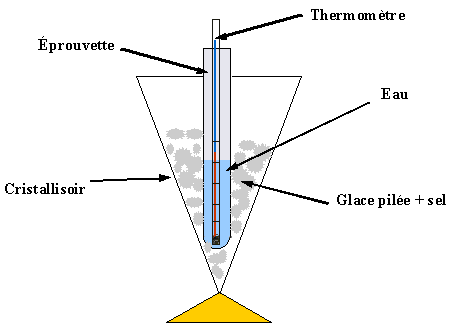 Thermomètre
Éprouvette
Eau
Cristallisoir
Glace pilée + sel